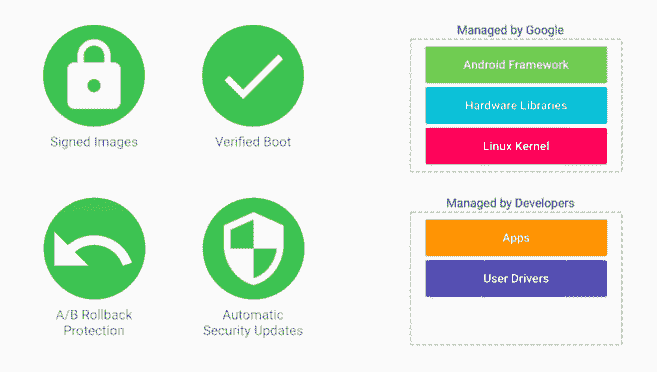 Signed Images
Verified Boot
A/B Rollback
Protection
Automatic
Security Updates
Managed by Google
Android Framework
Hardware Libraries
Linux Kernel
Managed by Developers
Apps
User Drivers